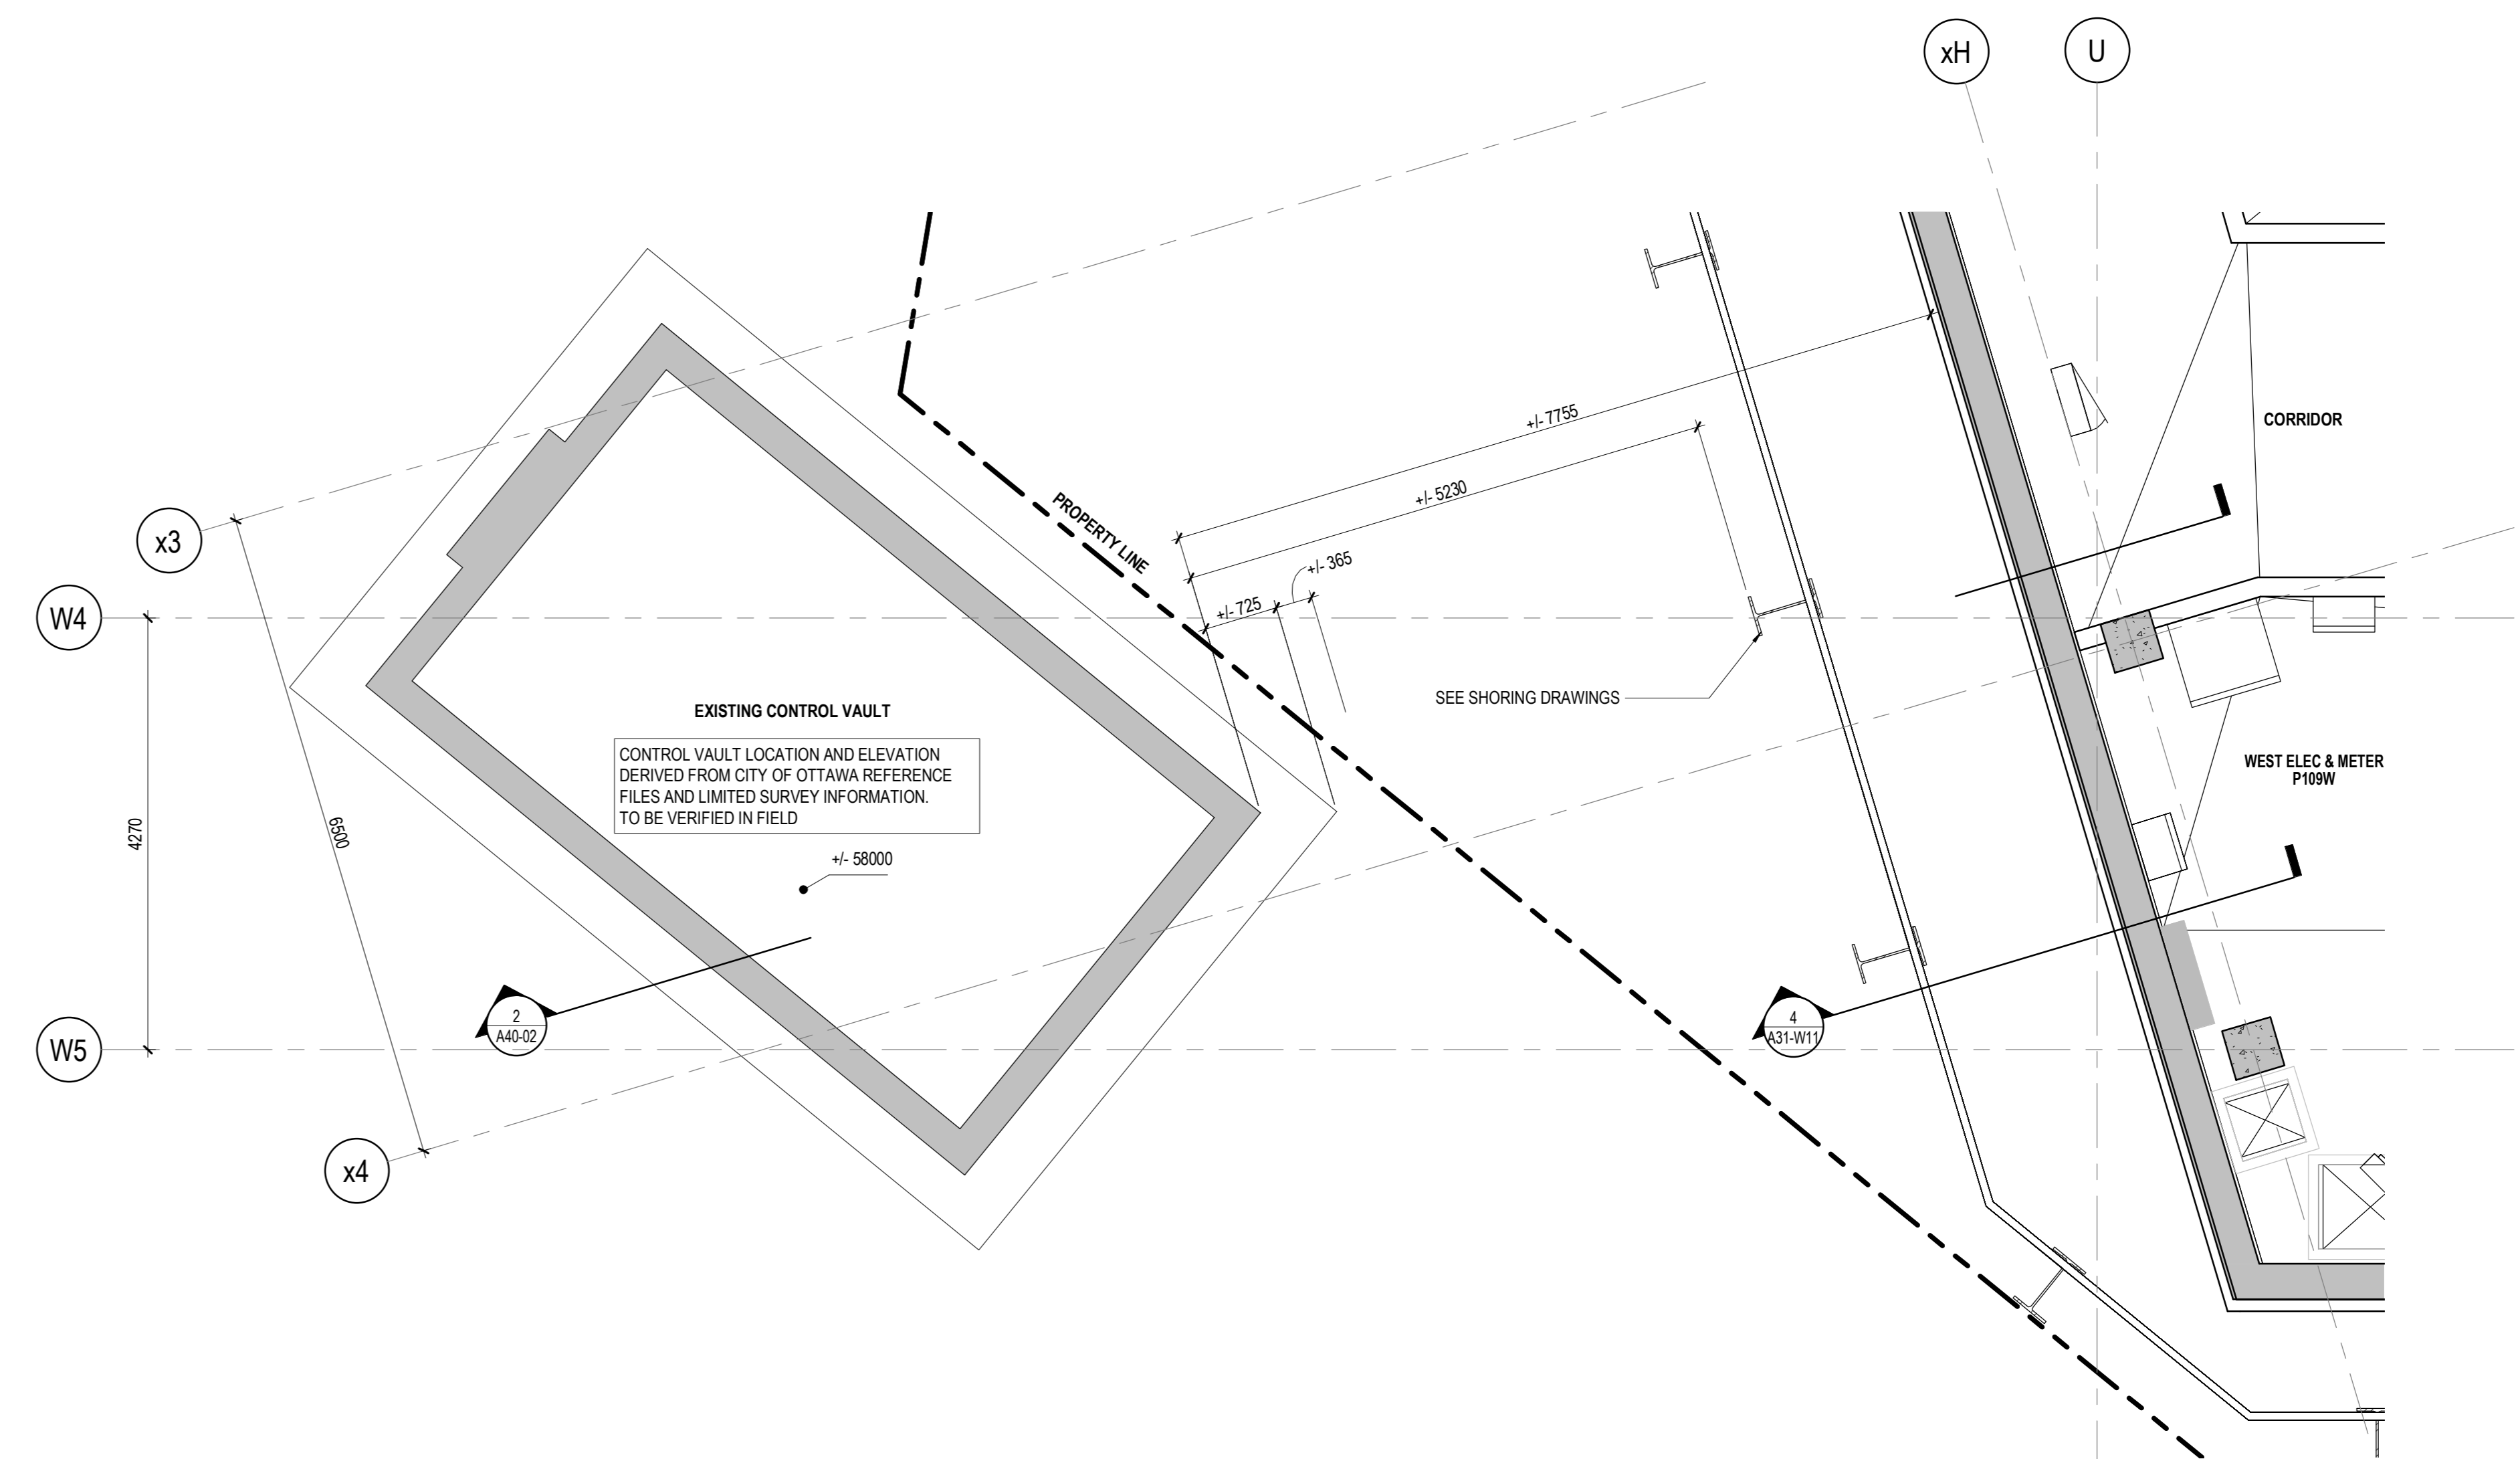 xH
U
CORRIDOR
+/- 7755
+/- 5230
PROPERTY LINE
x3
+/- 365
+/- 725
W4
SEE SHORING DRAWINGS
EXISTING CONTROL VAULT
CONTROL VAULT LOCATION AND ELEVATION
DERIVED FROM CITY OF OTTAWA REFERENCE
FILES AND LIMITED SURVEY INFORMATION.
TO BE VERIFIED IN FIELD
WEST ELEC & METER
P109W
4270
6500
+/- 58000
2
A40-02
4
A31-W11
W5
x4